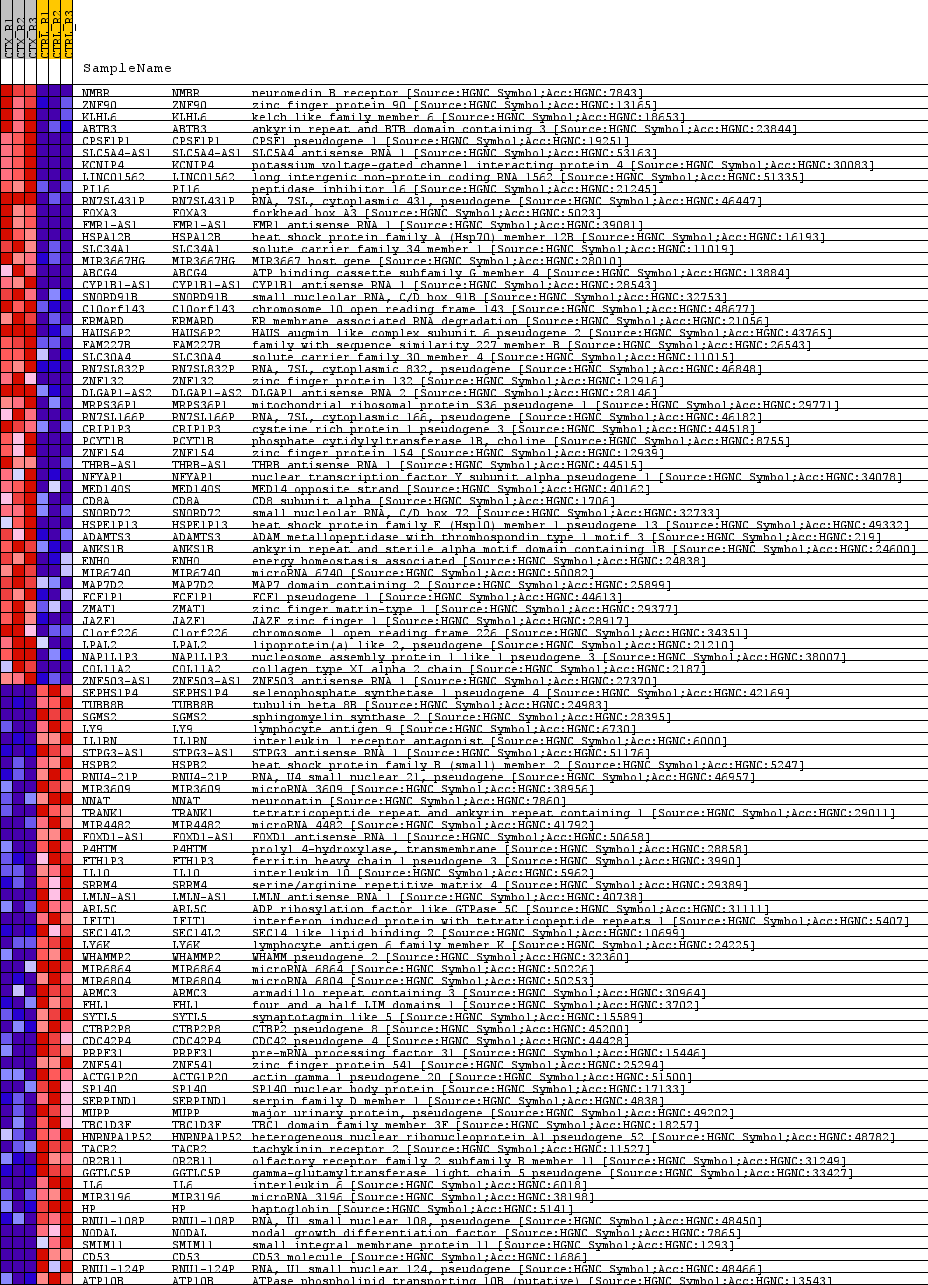 CTX_R1
CTX_R2
CTX_R3
CTRL_R1
CTRL_R2
CTRL_R3
SampleName
NMBR NMBR neuromedin B receptor [Source:HGNC Symbol;Acc:HGNC:7843]
ZNF90 ZNF90 zinc finger protein 90 [Source:HGNC Symbol;Acc:HGNC:13165]
KLHL6 KLHL6 kelch like family member 6 [Source:HGNC Symbol;Acc:HGNC:18653]
ABTB3 ABTB3 ankyrin repeat and BTB domain containing 3 [Source:HGNC Symbol;Acc:HGNC:23844]
CPSF1P1 CPSF1P1 CPSF1 pseudogene 1 [Source:HGNC Symbol;Acc:HGNC:19251]
SLC5A4-AS1 SLC5A4-AS1 SLC5A4 antisense RNA 1 [Source:HGNC Symbol;Acc:HGNC:53163]
KCNIP4 KCNIP4 potassium voltage-gated channel interacting protein 4 [Source:HGNC Symbol;Acc:HGNC:30083]
LINC01562 LINC01562 long intergenic non-protein coding RNA 1562 [Source:HGNC Symbol;Acc:HGNC:51335]
PI16 PI16 peptidase inhibitor 16 [Source:HGNC Symbol;Acc:HGNC:21245]
RN7SL431P RN7SL431P RNA, 7SL, cytoplasmic 431, pseudogene [Source:HGNC Symbol;Acc:HGNC:46447]
FOXA3 FOXA3 forkhead box A3 [Source:HGNC Symbol;Acc:HGNC:5023]
FMR1-AS1 FMR1-AS1 FMR1 antisense RNA 1 [Source:HGNC Symbol;Acc:HGNC:39081]
HSPA12B HSPA12B heat shock protein family A (Hsp70) member 12B [Source:HGNC Symbol;Acc:HGNC:16193]
SLC34A1 SLC34A1 solute carrier family 34 member 1 [Source:HGNC Symbol;Acc:HGNC:11019]
MIR3667HG MIR3667HG MIR3667 host gene [Source:HGNC Symbol;Acc:HGNC:28010]
ABCG4 ABCG4 ATP binding cassette subfamily G member 4 [Source:HGNC Symbol;Acc:HGNC:13884]
CYP1B1-AS1 CYP1B1-AS1 CYP1B1 antisense RNA 1 [Source:HGNC Symbol;Acc:HGNC:28543]
SNORD91B SNORD91B small nucleolar RNA, C/D box 91B [Source:HGNC Symbol;Acc:HGNC:32753]
C10orf143 C10orf143 chromosome 10 open reading frame 143 [Source:HGNC Symbol;Acc:HGNC:48677]
ERMARD ERMARD ER membrane associated RNA degradation [Source:HGNC Symbol;Acc:HGNC:21056]
HAUS6P2 HAUS6P2 HAUS augmin like complex subunit 6 pseudogene 2 [Source:HGNC Symbol;Acc:HGNC:43765]
FAM227B FAM227B family with sequence similarity 227 member B [Source:HGNC Symbol;Acc:HGNC:26543]
SLC30A4 SLC30A4 solute carrier family 30 member 4 [Source:HGNC Symbol;Acc:HGNC:11015]
RN7SL832P RN7SL832P RNA, 7SL, cytoplasmic 832, pseudogene [Source:HGNC Symbol;Acc:HGNC:46848]
ZNF132 ZNF132 zinc finger protein 132 [Source:HGNC Symbol;Acc:HGNC:12916]
DLGAP1-AS2 DLGAP1-AS2 DLGAP1 antisense RNA 2 [Source:HGNC Symbol;Acc:HGNC:28146]
MRPS36P1 MRPS36P1 mitochondrial ribosomal protein S36 pseudogene 1 [Source:HGNC Symbol;Acc:HGNC:29771]
RN7SL166P RN7SL166P RNA, 7SL, cytoplasmic 166, pseudogene [Source:HGNC Symbol;Acc:HGNC:46182]
CRIP1P3 CRIP1P3 cysteine rich protein 1 pseudogene 3 [Source:HGNC Symbol;Acc:HGNC:44518]
PCYT1B PCYT1B phosphate cytidylyltransferase 1B, choline [Source:HGNC Symbol;Acc:HGNC:8755]
ZNF154 ZNF154 zinc finger protein 154 [Source:HGNC Symbol;Acc:HGNC:12939]
THRB-AS1 THRB-AS1 THRB antisense RNA 1 [Source:HGNC Symbol;Acc:HGNC:44515]
NFYAP1 NFYAP1 nuclear transcription factor Y subunit alpha pseudogene 1 [Source:HGNC Symbol;Acc:HGNC:34078]
MED14OS MED14OS MED14 opposite strand [Source:HGNC Symbol;Acc:HGNC:40162]
CD8A CD8A CD8 subunit alpha [Source:HGNC Symbol;Acc:HGNC:1706]
SNORD72 SNORD72 small nucleolar RNA, C/D box 72 [Source:HGNC Symbol;Acc:HGNC:32733]
HSPE1P13 HSPE1P13 heat shock protein family E (Hsp10) member 1 pseudogene 13 [Source:HGNC Symbol;Acc:HGNC:49332]
ADAMTS3 ADAMTS3 ADAM metallopeptidase with thrombospondin type 1 motif 3 [Source:HGNC Symbol;Acc:HGNC:219]
ANKS1B ANKS1B ankyrin repeat and sterile alpha motif domain containing 1B [Source:HGNC Symbol;Acc:HGNC:24600]
ENHO ENHO energy homeostasis associated [Source:HGNC Symbol;Acc:HGNC:24838]
MIR6740 MIR6740 microRNA 6740 [Source:HGNC Symbol;Acc:HGNC:50082]
MAP7D2 MAP7D2 MAP7 domain containing 2 [Source:HGNC Symbol;Acc:HGNC:25899]
FCF1P1 FCF1P1 FCF1 pseudogene 1 [Source:HGNC Symbol;Acc:HGNC:44613]
ZMAT1 ZMAT1 zinc finger matrin-type 1 [Source:HGNC Symbol;Acc:HGNC:29377]
JAZF1 JAZF1 JAZF zinc finger 1 [Source:HGNC Symbol;Acc:HGNC:28917]
C1orf226 C1orf226 chromosome 1 open reading frame 226 [Source:HGNC Symbol;Acc:HGNC:34351]
LPAL2 LPAL2 lipoprotein(a) like 2, pseudogene [Source:HGNC Symbol;Acc:HGNC:21210]
NAP1L1P3 NAP1L1P3 nucleosome assembly protein 1 like 1 pseudogene 3 [Source:HGNC Symbol;Acc:HGNC:38007]
COL11A2 COL11A2 collagen type XI alpha 2 chain [Source:HGNC Symbol;Acc:HGNC:2187]
ZNF503-AS1 ZNF503-AS1 ZNF503 antisense RNA 1 [Source:HGNC Symbol;Acc:HGNC:27370]
SEPHS1P4 SEPHS1P4 selenophosphate synthetase 1 pseudogene 4 [Source:HGNC Symbol;Acc:HGNC:42169]
TUBB8B TUBB8B tubulin beta 8B [Source:HGNC Symbol;Acc:HGNC:24983]
SGMS2 SGMS2 sphingomyelin synthase 2 [Source:HGNC Symbol;Acc:HGNC:28395]
LY9 LY9 lymphocyte antigen 9 [Source:HGNC Symbol;Acc:HGNC:6730]
IL1RN IL1RN interleukin 1 receptor antagonist [Source:HGNC Symbol;Acc:HGNC:6000]
STPG3-AS1 STPG3-AS1 STPG3 antisense RNA 1 [Source:HGNC Symbol;Acc:HGNC:51176]
HSPB2 HSPB2 heat shock protein family B (small) member 2 [Source:HGNC Symbol;Acc:HGNC:5247]
RNU4-21P RNU4-21P RNA, U4 small nuclear 21, pseudogene [Source:HGNC Symbol;Acc:HGNC:46957]
MIR3609 MIR3609 microRNA 3609 [Source:HGNC Symbol;Acc:HGNC:38956]
NNAT NNAT neuronatin [Source:HGNC Symbol;Acc:HGNC:7860]
TRANK1 TRANK1 tetratricopeptide repeat and ankyrin repeat containing 1 [Source:HGNC Symbol;Acc:HGNC:29011]
MIR4482 MIR4482 microRNA 4482 [Source:HGNC Symbol;Acc:HGNC:41792]
FOXD1-AS1 FOXD1-AS1 FOXD1 antisense RNA 1 [Source:HGNC Symbol;Acc:HGNC:50658]
P4HTM P4HTM prolyl 4-hydroxylase, transmembrane [Source:HGNC Symbol;Acc:HGNC:28858]
FTH1P3 FTH1P3 ferritin heavy chain 1 pseudogene 3 [Source:HGNC Symbol;Acc:HGNC:3990]
IL10 IL10 interleukin 10 [Source:HGNC Symbol;Acc:HGNC:5962]
SRRM4 SRRM4 serine/arginine repetitive matrix 4 [Source:HGNC Symbol;Acc:HGNC:29389]
LMLN-AS1 LMLN-AS1 LMLN antisense RNA 1 [Source:HGNC Symbol;Acc:HGNC:40738]
ARL5C ARL5C ADP ribosylation factor like GTPase 5C [Source:HGNC Symbol;Acc:HGNC:31111]
IFIT1 IFIT1 interferon induced protein with tetratricopeptide repeats 1 [Source:HGNC Symbol;Acc:HGNC:5407]
SEC14L2 SEC14L2 SEC14 like lipid binding 2 [Source:HGNC Symbol;Acc:HGNC:10699]
LY6K LY6K lymphocyte antigen 6 family member K [Source:HGNC Symbol;Acc:HGNC:24225]
WHAMMP2 WHAMMP2 WHAMM pseudogene 2 [Source:HGNC Symbol;Acc:HGNC:32360]
MIR6864 MIR6864 microRNA 6864 [Source:HGNC Symbol;Acc:HGNC:50226]
MIR6804 MIR6804 microRNA 6804 [Source:HGNC Symbol;Acc:HGNC:50253]
ARMC3 ARMC3 armadillo repeat containing 3 [Source:HGNC Symbol;Acc:HGNC:30964]
FHL1 FHL1 four and a half LIM domains 1 [Source:HGNC Symbol;Acc:HGNC:3702]
SYTL5 SYTL5 synaptotagmin like 5 [Source:HGNC Symbol;Acc:HGNC:15589]
CTBP2P8 CTBP2P8 CTBP2 pseudogene 8 [Source:HGNC Symbol;Acc:HGNC:45200]
CDC42P4 CDC42P4 CDC42 pseudogene 4 [Source:HGNC Symbol;Acc:HGNC:44428]
PRPF31 PRPF31 pre-mRNA processing factor 31 [Source:HGNC Symbol;Acc:HGNC:15446]
ZNF541 ZNF541 zinc finger protein 541 [Source:HGNC Symbol;Acc:HGNC:25294]
ACTG1P20 ACTG1P20 actin gamma 1 pseudogene 20 [Source:HGNC Symbol;Acc:HGNC:51500]
SP140 SP140 SP140 nuclear body protein [Source:HGNC Symbol;Acc:HGNC:17133]
SERPIND1 SERPIND1 serpin family D member 1 [Source:HGNC Symbol;Acc:HGNC:4838]
MUPP MUPP major urinary protein, pseudogene [Source:HGNC Symbol;Acc:HGNC:49202]
TBC1D3F TBC1D3F TBC1 domain family member 3F [Source:HGNC Symbol;Acc:HGNC:18257]
HNRNPA1P52 HNRNPA1P52 heterogeneous nuclear ribonucleoprotein A1 pseudogene 52 [Source:HGNC Symbol;Acc:HGNC:48782]
TACR2 TACR2 tachykinin receptor 2 [Source:HGNC Symbol;Acc:HGNC:11527]
OR2B11 OR2B11 olfactory receptor family 2 subfamily B member 11 [Source:HGNC Symbol;Acc:HGNC:31249]
GGTLC5P GGTLC5P gamma-glutamyltransferase light chain 5 pseudogene [Source:HGNC Symbol;Acc:HGNC:33427]
IL6 IL6 interleukin 6 [Source:HGNC Symbol;Acc:HGNC:6018]
MIR3196 MIR3196 microRNA 3196 [Source:HGNC Symbol;Acc:HGNC:38198]
HP HP haptoglobin [Source:HGNC Symbol;Acc:HGNC:5141]
RNU1-108P RNU1-108P RNA, U1 small nuclear 108, pseudogene [Source:HGNC Symbol;Acc:HGNC:48450]
NODAL NODAL nodal growth differentiation factor [Source:HGNC Symbol;Acc:HGNC:7865]
SMIM11 SMIM11 small integral membrane protein 11 [Source:HGNC Symbol;Acc:HGNC:1293]
CD53 CD53 CD53 molecule [Source:HGNC Symbol;Acc:HGNC:1686]
RNU1-124P RNU1-124P RNA, U1 small nuclear 124, pseudogene [Source:HGNC Symbol;Acc:HGNC:48466]
ATP10B ATP10B ATPase phospholipid transporting 10B (putative) [Source:HGNC Symbol;Acc:HGNC:13543]